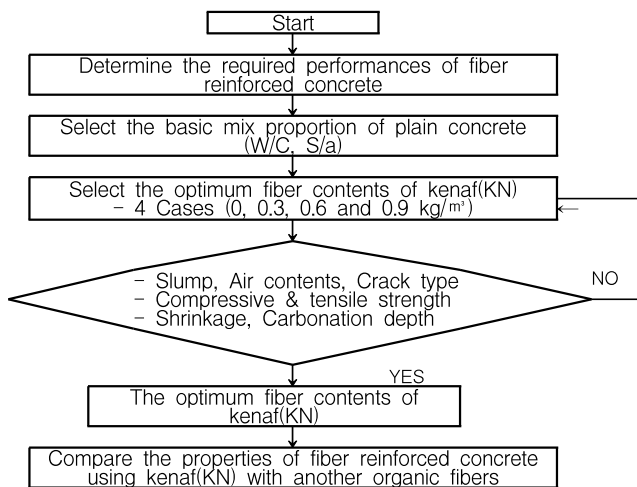 Start
Determine the required performances of fiber
reinforced concrete
Select the basic mix proportion of plain concrete
(W/C, S/a)
Select the optimum fiber contents of kenaf(KN)
- 4 Cases (0, 0.3, 0.6 and 0.9 kg/㎥)
- Slump, Air contents, Crack type
- Compressive & tensile strength
- Shrinkage, Carbonation depth
NO
YES
The optimum fiber contents of
kenaf(KN)
Compare the properties of fiber reinforced concrete
using kenaf(KN) with another organic fibers